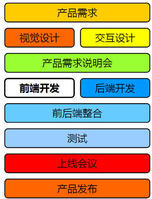 产品需求
视觉设计 交互设计
产品需求说明会
前端开发 后端开发
前后端整合
测试
上线会议
产品发布